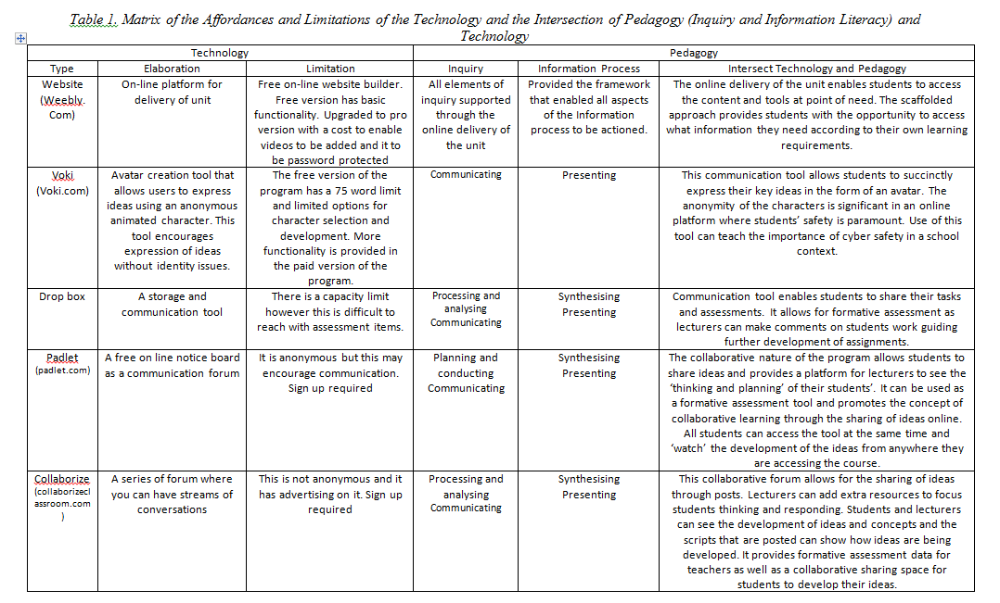 Table 1. Matrix of the Affordances and Limitations of the Technology and the Intersection of Pedagogy (Inquiry and Information Literacy) and
Technology
Technology
Pedagogy
Type
Elaboration
Limitation
Inquiry
Information Process
Intersect Technology and Pedagogy
Website
(Weebly.
Com)
On-line platform for
delivery of unit
Free on-line website builder.
Free version has basic
functionality. Upgraded to pro
version with a cost to enable
videos to be added and it to
be password protected
All elements of
inquiry supported
through the
online delivery of
the unit
Provided the framework
that enabled all aspects
of the Information
process to be actioned.
The online delivery of the unit enables students to access
the content and tools at point of need. The scaffolded
approach provides students with the opportunity to access
what information they need according to their own learning
requirements.
Voki
(Voki.com)
Avatar creation tool that
allows users to express
ideas using an anonymous
animated character. This
tool encourages
expression of ideas
without identity issues.
The free version of the
program has a 75 word limit
and limited options for
character selection and
development. More
functionality is provided in
the paid version of the
program.
Communicating
Presenting
This communication tool allows students to succinctly
express their key ideas in the form of an avatar. The
anonymity of the characters is significant in an online
platform where students' safety is paramount. Use of this
tool can teach the importance of cyber safety in a school
context.
Drop box
A storage and
communication tool
There is a capacity limit
however this is difficult to
reach with assessment items.
Processing and
analysing
Communicating
Synthesising
Presenting
Communication tool enables students to share their tasks
and assessments. It allows for formative assessment as
lecturers can make comments on students work guiding
further development of assignments.
Padlet
(padlet.com)
A free on line notice board
as a communication forum
It is anonymous but this may
encourage communication.
Sign up required
Planning and
conducting
Communicating
Synthesising
Presenting
The collaborative nature of the program allows students to
share ideas and provides a platform for lecturers to see the
'thinking and planning' of their students'. It can be used as
a formative assessment tool and promotes the concept of
collaborative learning through the sharing of ideas online.
All students can access the tool at the same time and
'watch' the development of the ideas from anywhere they
are accessing the course.
Collaborize
(collaborizecl
assroom.com
)
A series of forum where
you can have streams of
conversations
This is not anonymous and it
has advertising on it. Sign up
required
Processing and
analysing
Communicating
Synthesising
Presenting
This collaborative forum allows for the sharing of ideas
through posts. Lecturers can add extra resources to focus
students thinking and responding. Students and lecturers
can see the development of ideas and concepts and the
scripts that are posted can show how ideas are being
developed. It provides formative assessment data for
teachers as well as a collaborative sharing space for
students to develop their ideas.